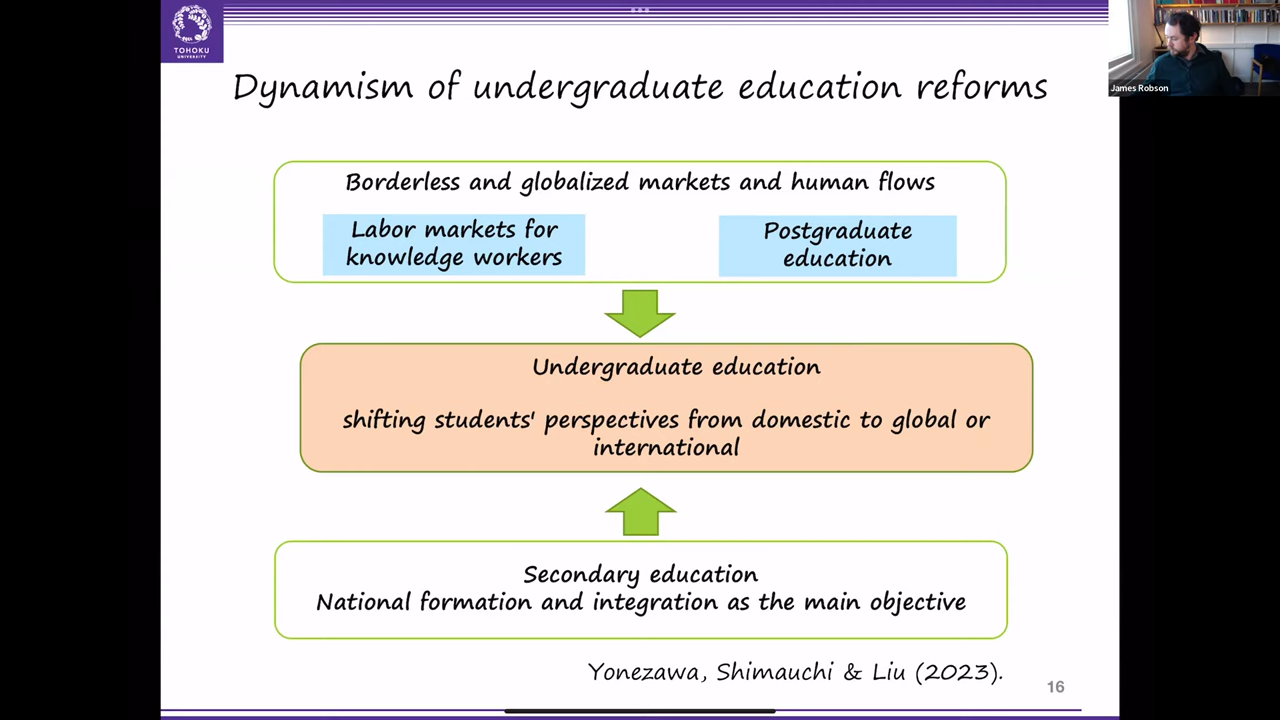 TOHOKU
UNIVERSITY
James Robson
Dynamism of undergraduate education reforms
Borderless and globalized markets and human flows
Labor markets for
knowledge workers
Postgraduate
education
Undergraduate education
shifting students' perspectives from domestic to global or
international
Secondary education
National formation and integration as the main objective
Yonezawa, Shimauchi & Liu (2023).
16